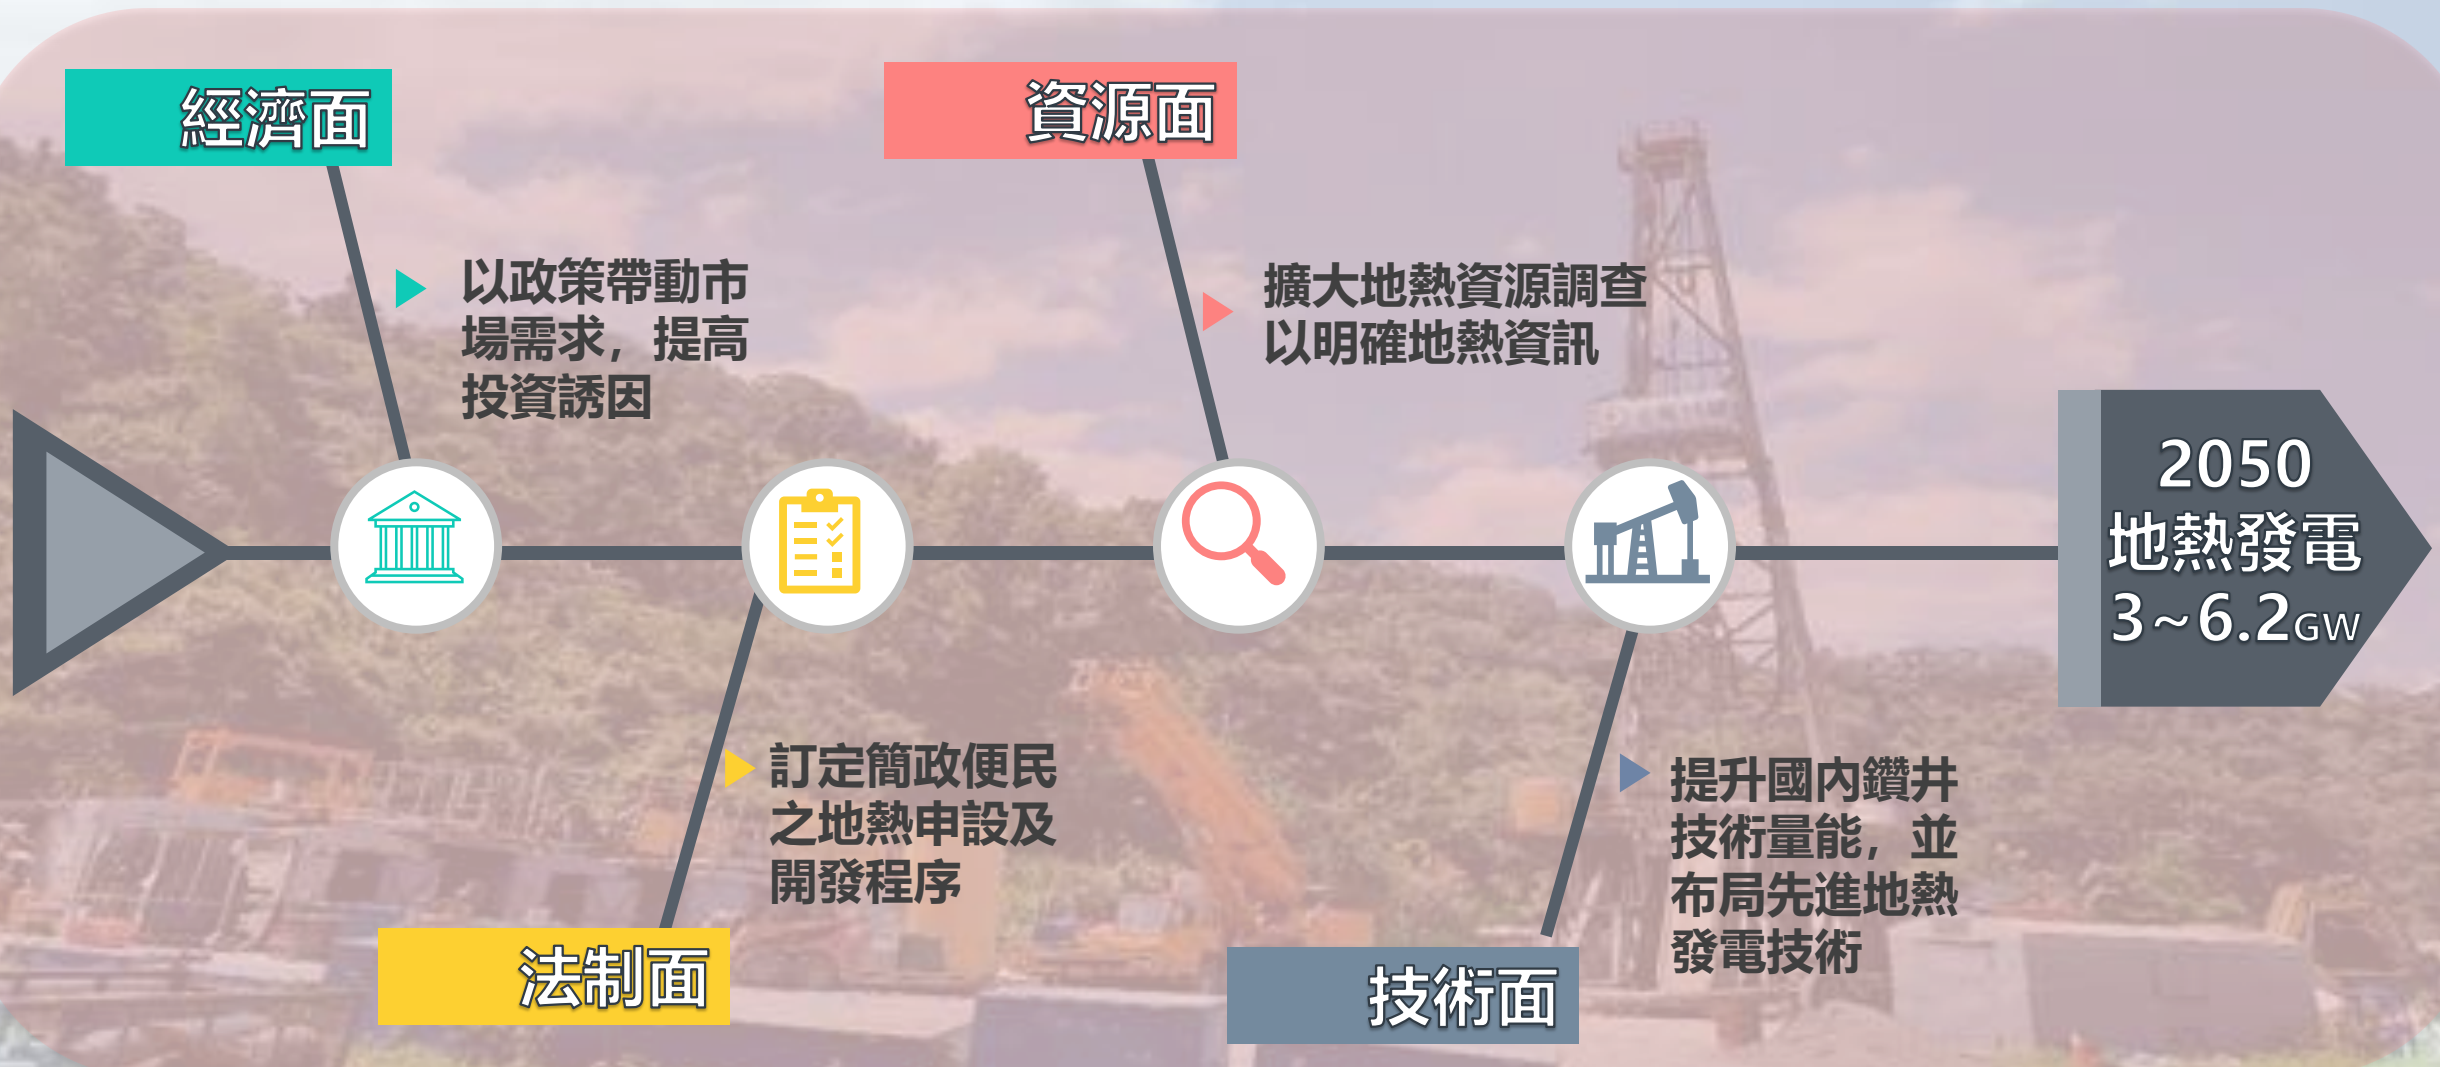 經濟面
以政策帶動市
場需求，提高
投資誘因
資源面
擴大地熱資源調查
以明確地熱資訊
法制面
訂定簡政便民
之地熱申設及
開發程序
技術面
提升國內鑽井
技術量能，並
布局先進地熱
發電技術
2050
地熱發電
3~6.2GW